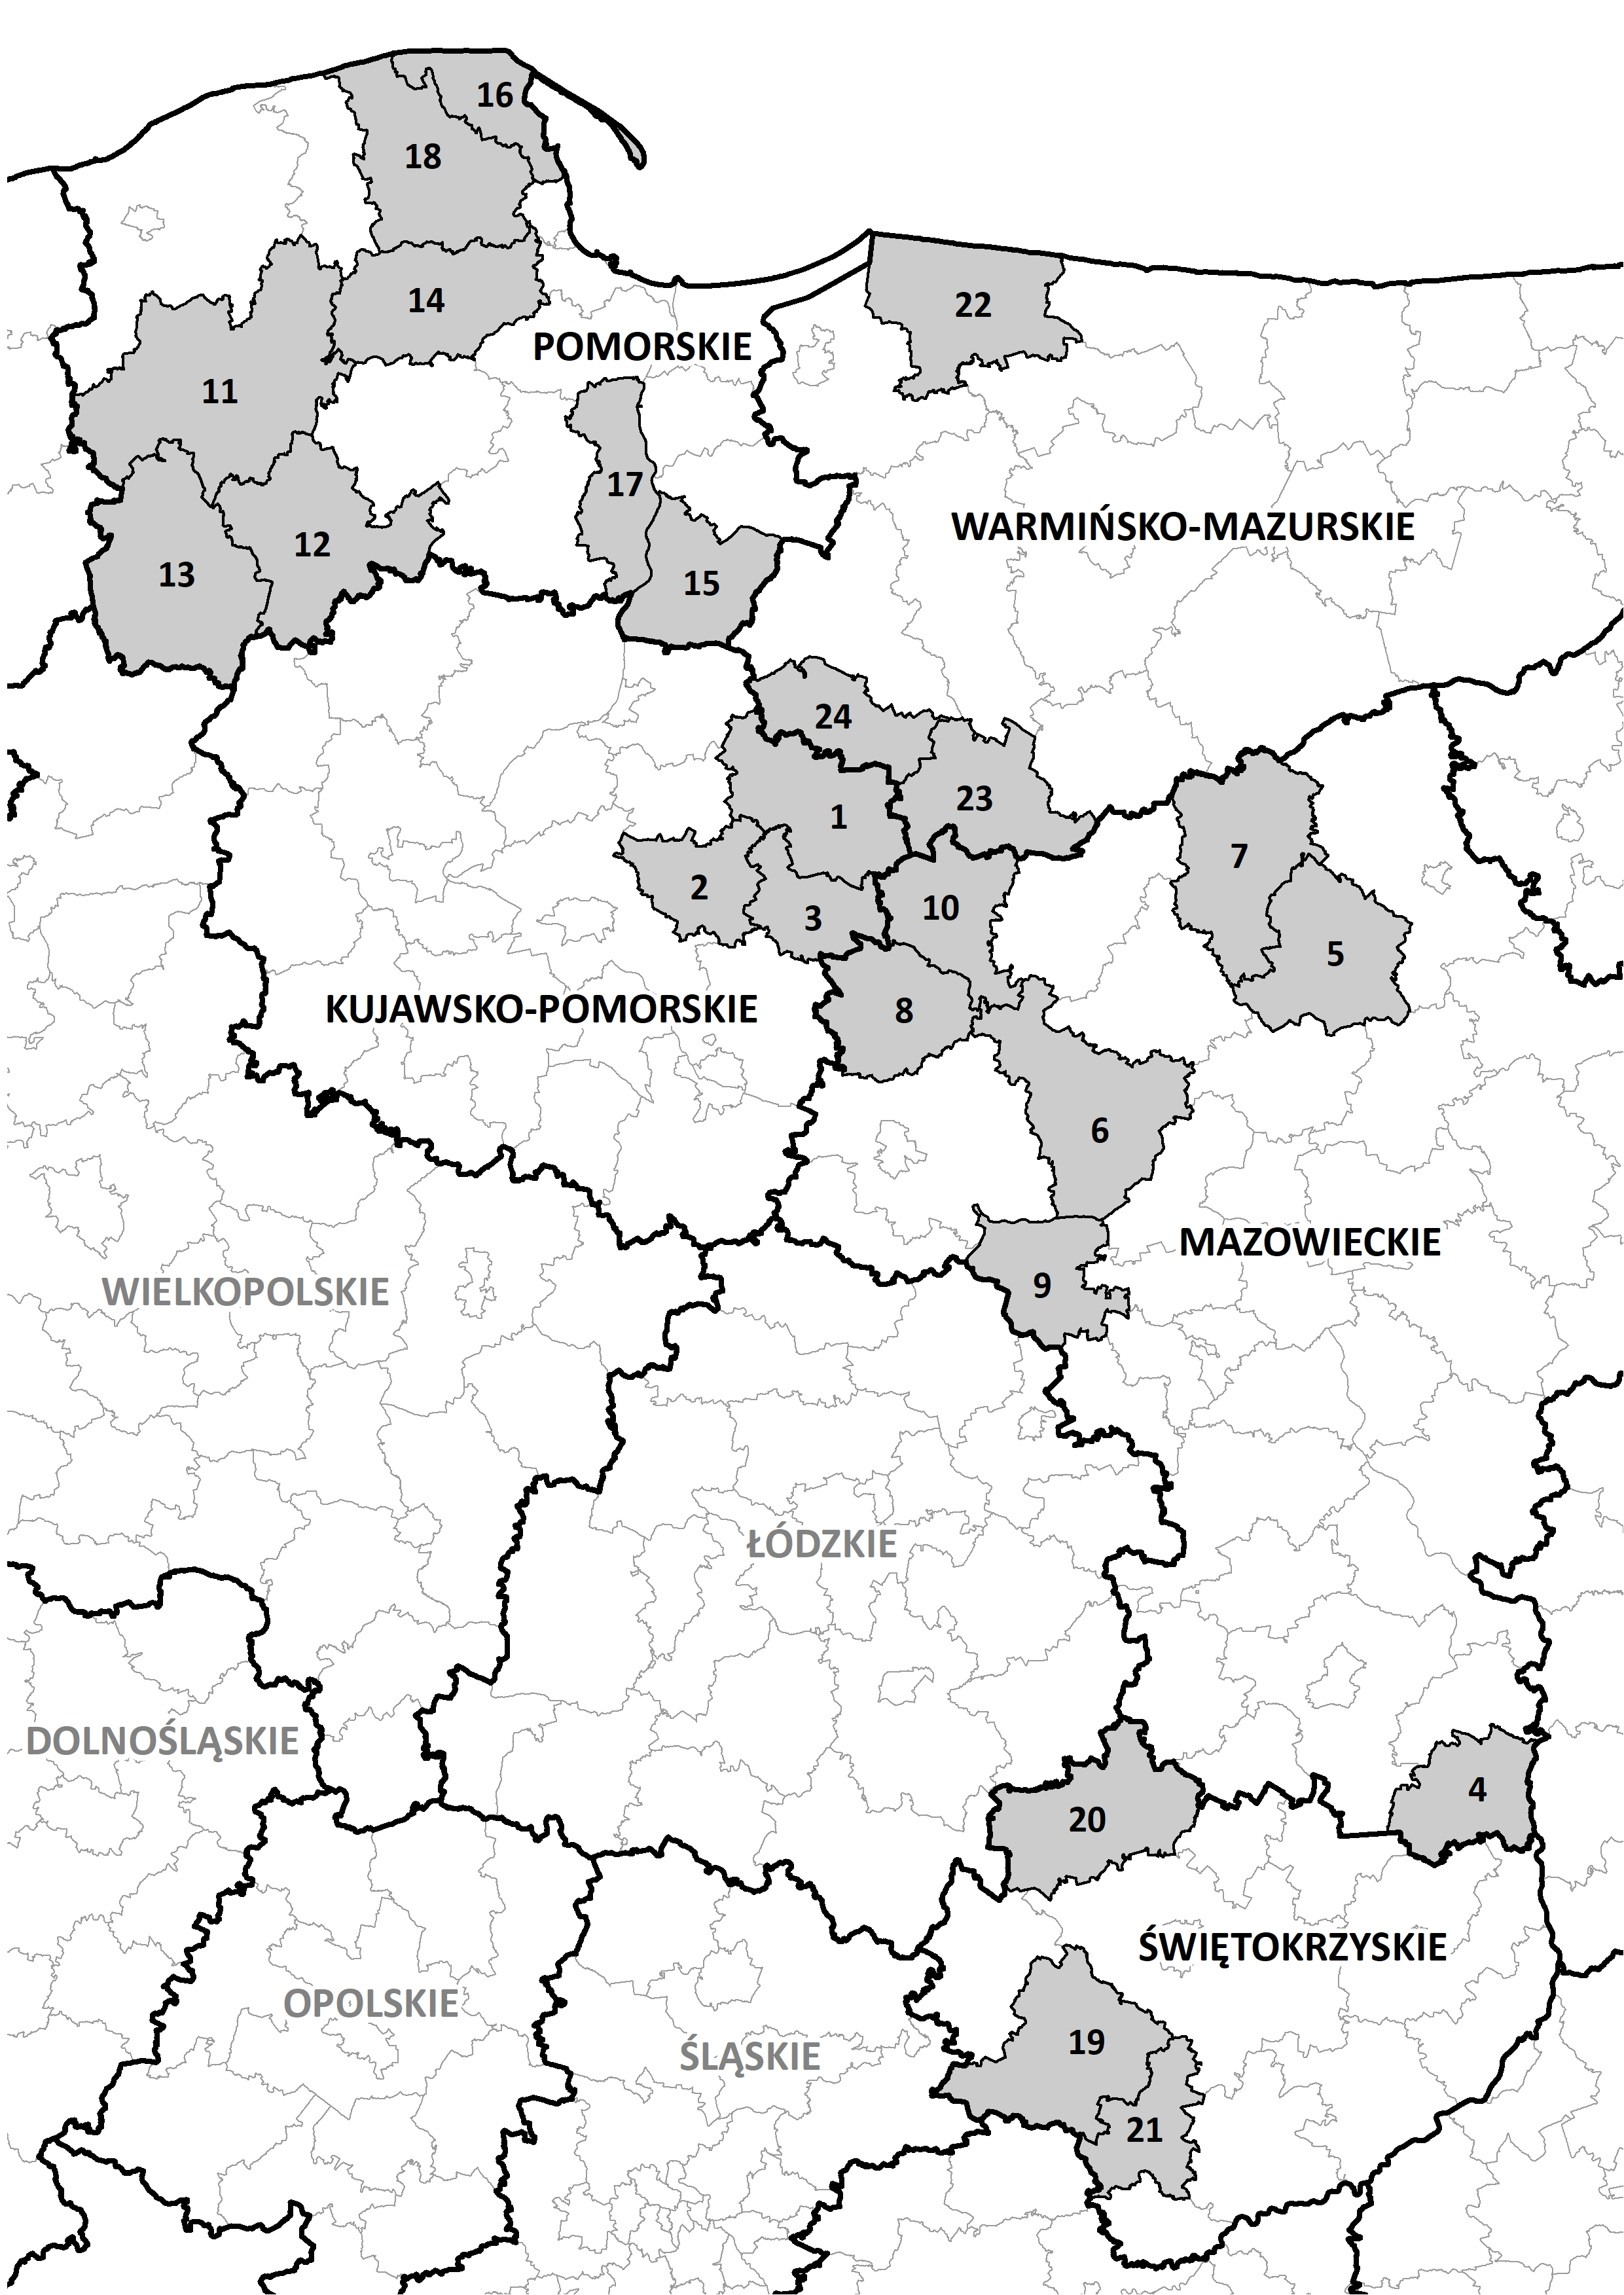 16
18
22
14
POMORSKIE
11
17
WARMIŃSKO-MAZURSKIE
12
13
15
24
23
1
7
2
10
3
5
KUJAWSKO-POMORSKIE
8
6
MAZOWIECKIE
9
WIELKOPOLSKIE
ŁÓDZKIE
DOLNOŚLĄSKIE
4
20
ŚWIĘTOKRZYSKIE
OPOLSKIE
19
ŚLĄSKIE
21